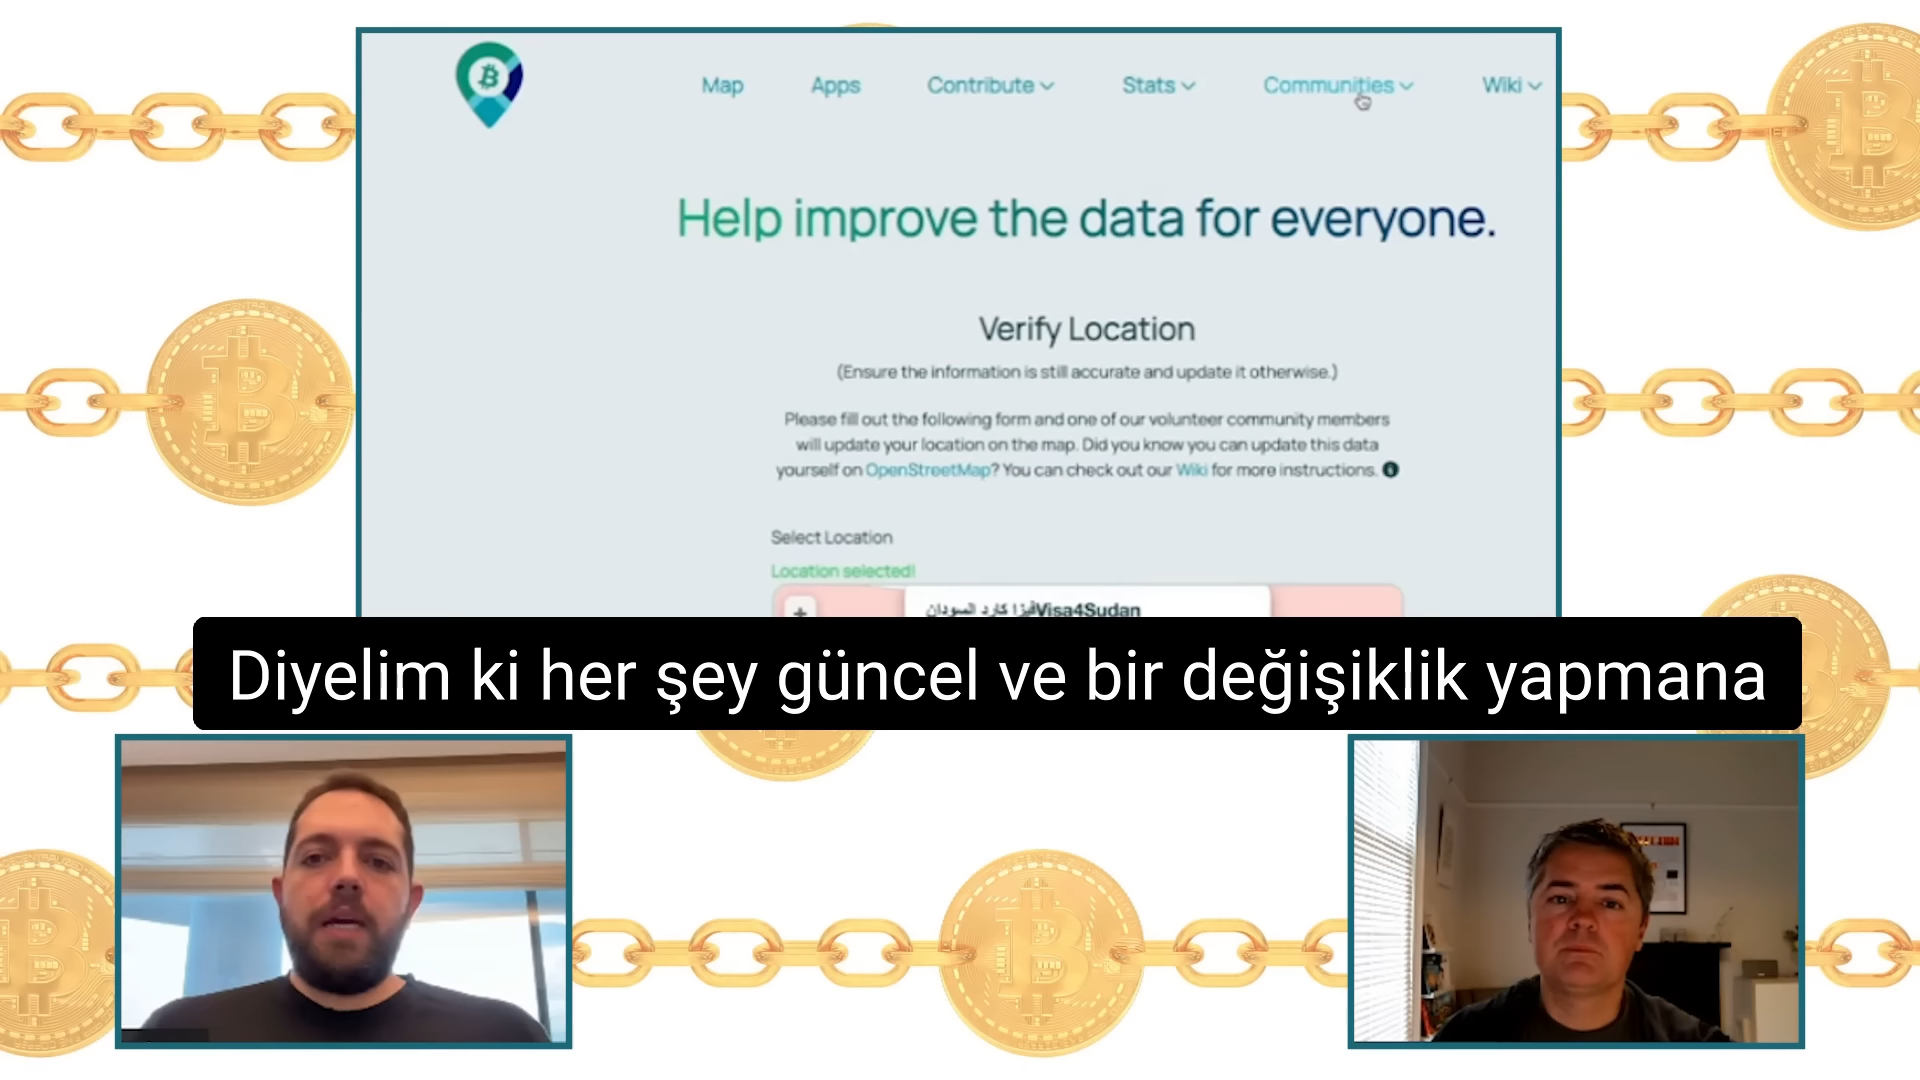 Map Apps Contribute Stats Communities Wiki
Help improve the data for everyone.
Verify Location
(Ensure the information is still accurate and update it otherwise.)
Please fill out the following form and one of our volunteer community members
will update your location on the map. Did you know you can update this data
yourself on OpenStreetMap? You can check out our Wiki for more instructions.
Select Location
Location selected!
+
فيزا كارد السودان Visa4Sudan
Diyelim ki her şey güncel ve bir değişiklik yapmana